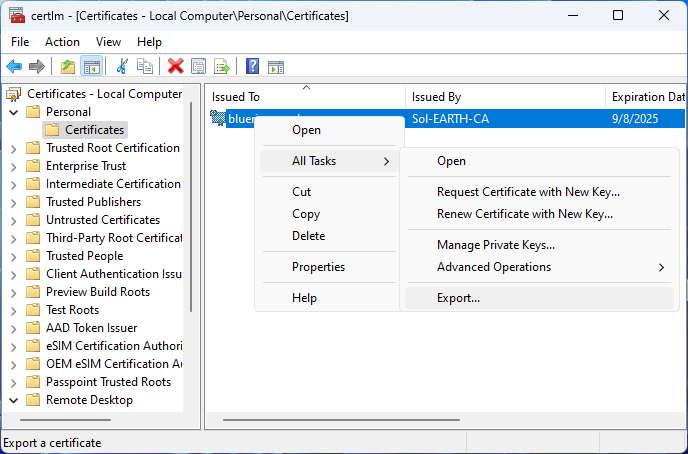 certlm - [Certificates - Local Computer\Personal\Certificates]
File Action View Help
Certificates - Local Computer
Personal
Certificates
Trusted Root Certification
Enterprise Trust
Intermediate Certification
Trusted Publishers
Untrusted Certificates
Third-Party Root Certificat
Trusted People
Client Authentication Issu
Preview Build Roots
Test Roots
AAD Token Issuer
eSIM Certification Authori
OEM eSIM Certification Au
Passpoint Trusted Roots
Remote Desktop
Issued To Issued By Expiration Dat
Sol-EARTH-CA 9/8/2025
Open
All Tasks
Cut
Copy
Delete
Properties
Help
Open
Request Certificate with New Key...
Renew Certificate with New Key...
Manage Private Keys...
Advanced Operations
Export...
Export a certificate